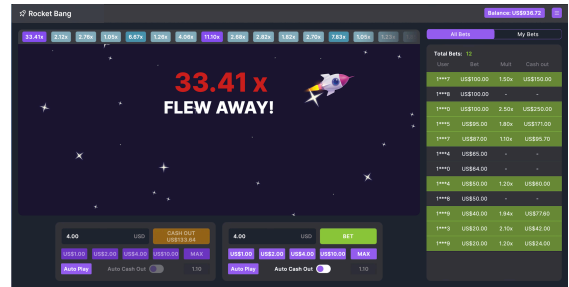 Rocket Bang
Balance: US$936.72
33.41x 2.12x 2.76x 1.05x 6.67x 1.26x 4.06x 11.10x 2.66x 2.82x 1.82x 2.70x 7.83x 1.05x 1.23x
33.41 x
FLEW AWAY!
4.00 USD CASH OUT US$133.64
US$1.00 US$2.00 US$4.00 US$10.00 MAX
Auto Play Auto Cash Out 1.10
4.00 USD BET
US$1.00 US$2.00 US$4.00 US$10.00 MAX
Auto Play Auto Cash Out 1.10
All Bets My Bets
Total Bets: 12
User Bet Mult Cash out
1***7 US$100.00 1.50x US$150.00
1***8 US$100.00 - -
1***0 US$100.00 2.50x US$250.00
1***5 US$95.00 1.80x US$171.00
1***7 US$87.00 1.10x US$95.70
1***4 US$65.00 - -
1***0 US$64.00 - -
1***4 US$50.00 1.20x US$60.00
1***8 US$50.00 - -
1***9 US$40.00 1.94x US$77.60
1***3 US$20.00 2.10x US$42.00
1***9 US$20.00 1.20x US$24.00